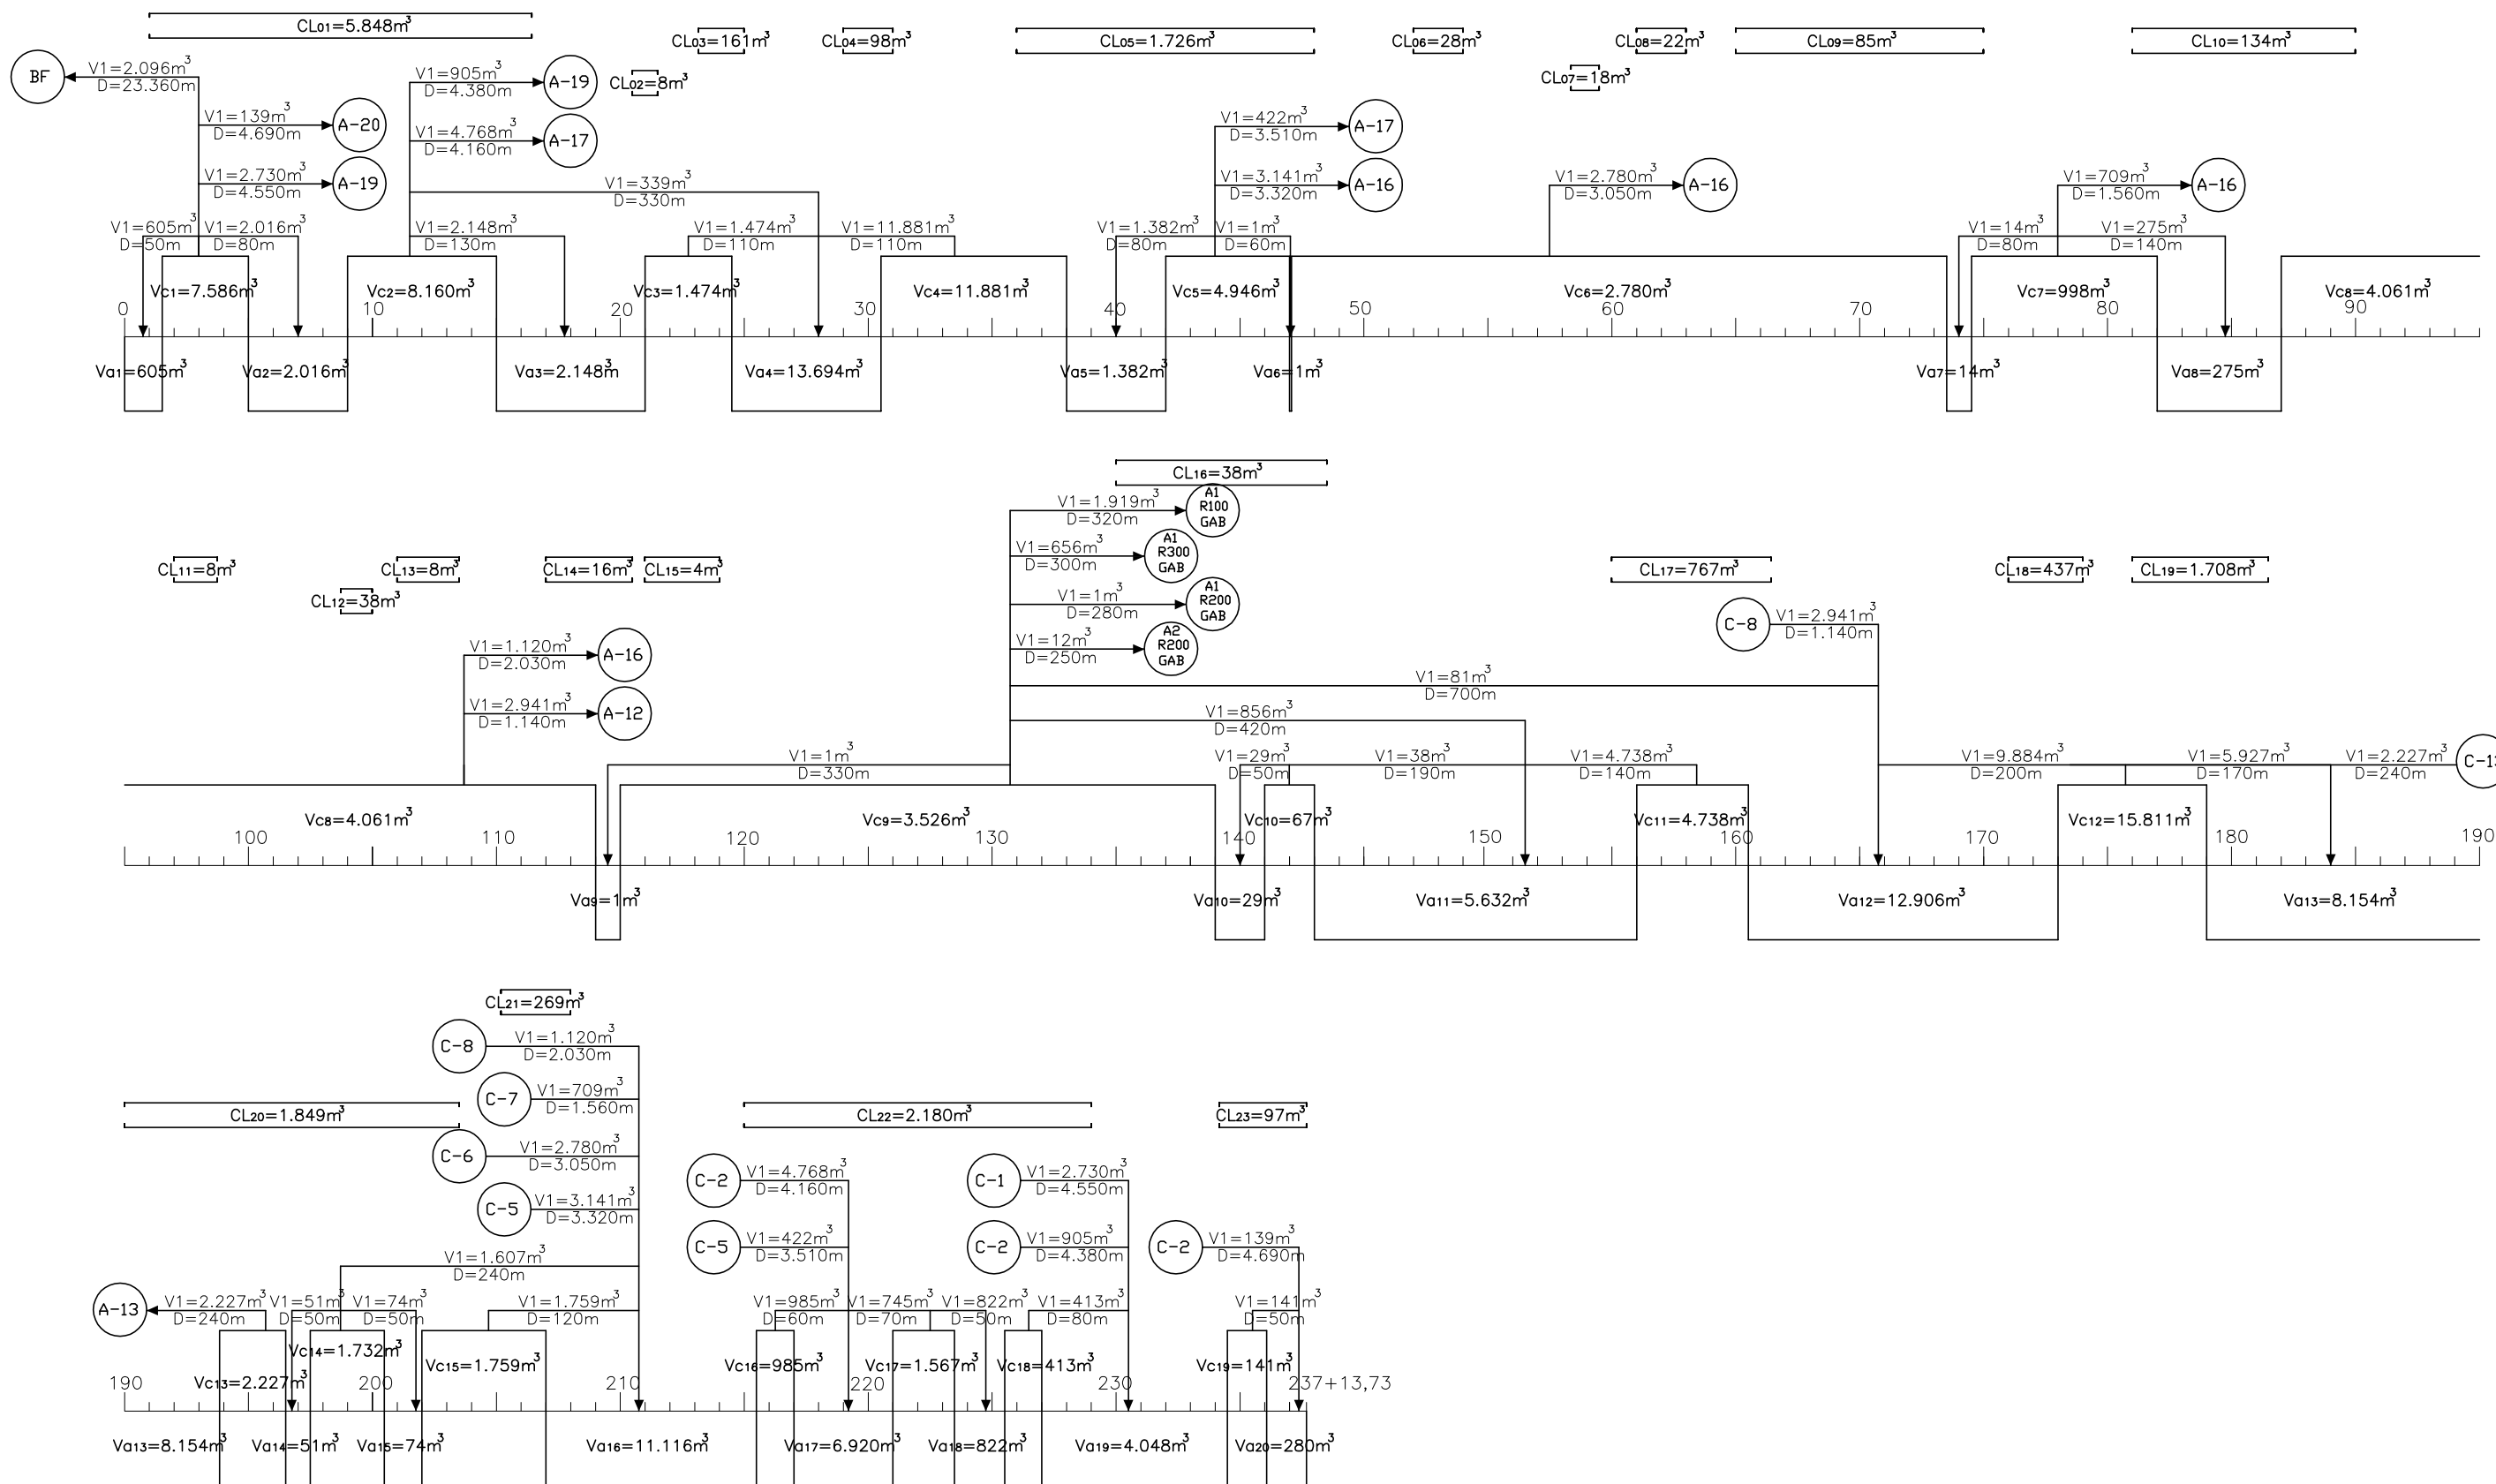 CL01=5.848m³
CL03=161m³
CL04=98m³
CL05=1.726m³
CL06=28m³
CL08=22m³
CL09=85m³
CL10=134m³
CL02=8m³
CL07=18m³
BF
V1=2.096m³
D=23.360m
V1=139m³
D=4.690m
A-20
V1=2.730m³
D=4.550m
A-19
V1=605m³
D=50m
V1=2.016m³
D=80m
V1=905m³
D=4.380m
A-19
V1=4.768m³
D=4.160m
A-17
V1=339m³
D=330m
V1=2.148m³
D=130m
V1=1.474m³
D=110m
V1=11.881m³
D=110m
V1=422m³
D=3.510m
A-17
V1=3.141m³
D=3.320m
A-16
V1=1.382m³
D=80m
V1=1m³
D=60m
V1=2.780m³
D=3.050m
A-16
V1=709m³
D=1.560m
A-16
V1=14m³
D=80m
V1=275m³
D=140m
Vc1=7.586m³
Vc2=8.160m³
Vc3=1.474m³
Vc4=11.881m³
Vc5=4.946m³
Vc6=2.780m³
Vc7=998m³
Vc8=4.061m³
0
10
20
30
40
50
60
70
80
90
Va1=605m³
Va2=2.016m³
Va3=2.148m³
Va4=13.694m³
Va5=1.382m³
Va6=1m³
Va7=14m³
Va8=275m³
CL16=38m³
CL11=8m³
CL13=8m³
CL14=16m³
CL15=4m³
CL17=767m³
CL18=437m³
CL19=1.708m³
CL12=38m³
V1=1.919m³
D=320m
A1
R100
GAB
V1=656m³
D=300m
A1
R300
GAB
V1=1m³
D=280m
A1
R200
GAB
V1=12m³
D=250m
A2
R200
GAB
C-8
V1=2.941m³
D=1.140m
V1=1.120m³
D=2.030m
A-16
V1=2.941m³
D=1.140m
A-12
V1=81m³
D=700m
V1=856m³
D=420m
V1=1m³
D=330m
V1=29m³
D=50m
V1=38m³
D=190m
V1=4.738m³
D=140m
V1=9.884m³
D=200m
V1=5.927m³
D=170m
V1=2.227m³
D=240m
Vc8=4.061m³
Vc9=3.526m³
Vc10=67m³
Vc11=4.738m³
Vc12=15.811m³
100
110
120
130
140
150
160
170
180
190
Va9=1m³
Va10=29m³
Va11=5.632m³
Va12=12.906m³
Va13=8.154m³
CL21=269m³
C-8
V1=1.120m³
D=2.030m
C-7
V1=709m³
D=1.560m
CL20=1.849m³
CL22=2.180m³
CL23=97m³
C-6
V1=2.780m³
D=3.050m
C-5
V1=3.141m³
D=3.320m
C-2
V1=4.768m³
D=4.160m
C-1
V1=2.730m³
D=4.550m
C-5
V1=422m³
D=3.510m
C-2
V1=905m³
D=4.380m
C-2
V1=139m³
D=4.690m
V1=1.607m³
D=240m
A-13
V1=2.227m³
D=240m
V1=51m³
D=50m
V1=74m³
D=50m
V1=1.759m³
D=120m
V1=985m³
D=60m
V1=745m³
D=70m
V1=822m³
D=50m
V1=413m³
D=80m
V1=141m³
D=50m
Vc14=1.732m³
Vc15=1.759m³
Vc16=985m³
Vc17=1.567m³
Vc18=413m³
Vc19=141m³
Vc13=2.227m³
190
200
210
220
230
237+13,73
Va13=8.154m³
Va14=51m³
Va15=74m³
Va16=11.116m³
Va17=6.920m³
Va18=822m³
Va19=4.048m³
Va20=280m³